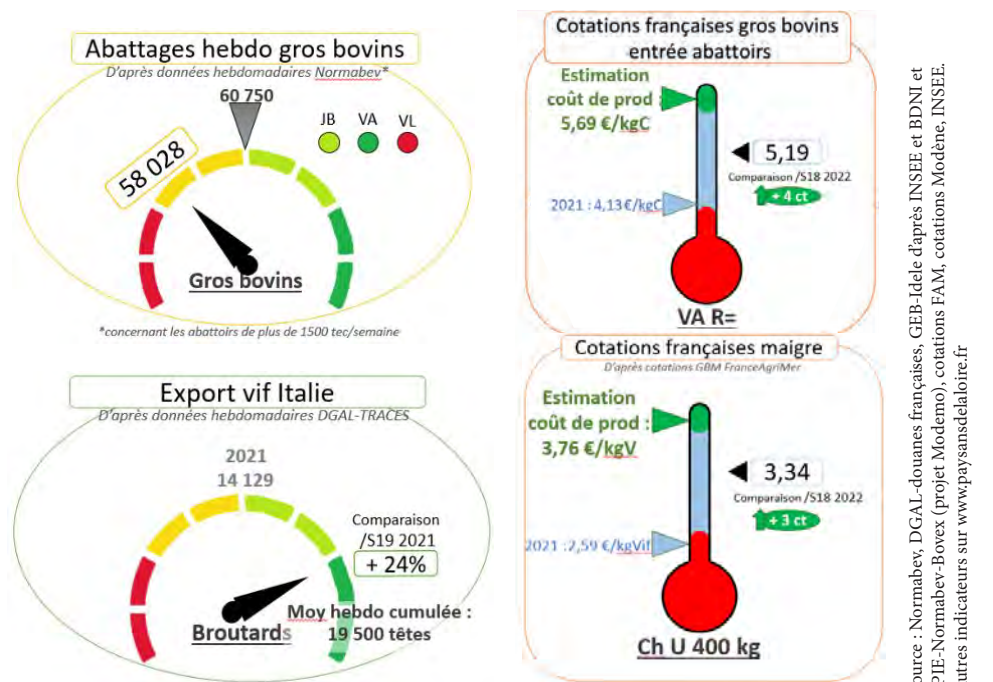 Abattages hebdo gros bovins
D'après données hebdomadaires Normabev*
60 750
JB VA VL
58 028
Gros bovins
*concernant les abattoirs de plus de 1500 tec/semaine
Export vif Italie
D'après données hebdomadaires DGAL-TRACES
2021
14 129
Comparaison
/S19 2021
+ 24%
Moy hebdo cumulée :
19 500 têtes
Broutards
Cotations françaises gros bovins
entrée abattoirs
Estimation
coût de prod :
5,69 €/kgC
5,19
Comparaison /S18 2022
+ 4 ct
2021 : 4,13 €/kgC
VA R=
Cotations françaises maigre
D'après cotations GBM FranceAgriMer
Estimation
coût de prod :
3,76 €/kgV
3,34
Comparaison /S18 2022
+ 3 ct
2021 : 2,59 €/kgVif
Ch U 400 kg
: Normabev, DGAL-douanes françaises, GEB-Idele d'après INSEE et BDNI et
-Normabev-Bovex (projet Modemo), cotations FAM, cotations Modène, INSEE.
indicateurs sur www.paysansdelaloire.fr